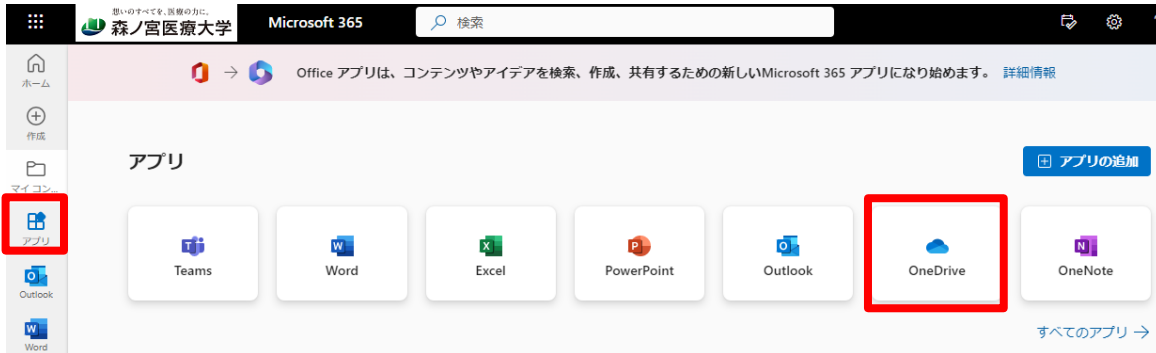 想いのすべてを、医療の力に。
森ノ宮医療大学
Microsoft 365
検索
ホーム
作成
マイ コン...
アプリ
Outlook
Word
Office アプリは、コンテンツやアイデアを検索、作成、共有するための新しいMicrosoft 365 アプリになり始めます。 詳細情報
アプリ
アプリの追加
Teams
Word
Excel
PowerPoint
Outlook
OneDrive
OneNote
すべてのアプリ →